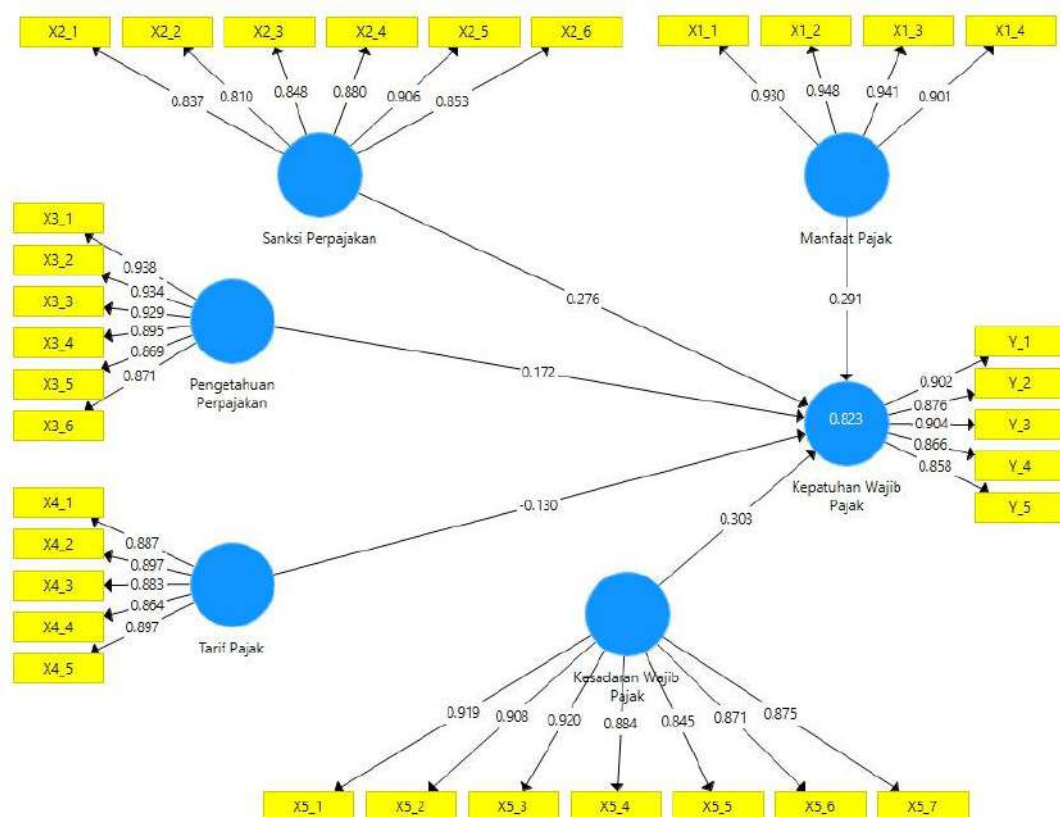 X2_1
X2_2
X2_3
X2_4
X2_5
X2_6
0.837
0.810
0.848
0.880
0.906
0.853
Sanksi Perpajakan
X1_1
X1_2
X1_3
X1_4
0.930
0.948
0.941
0.901
Manfaat Pajak
X3_1
X3_2
X3_3
X3_4
X3_5
X3_6
0.938
0.934
0.929
0.895
0.869
0.871
Pengetahuan
Perpajakan
0.276
0.291
0.172
-0.130
0.303
0.823
Kepatuhan Wajib
Pajak
Y_1
Y_2
Y_3
Y_4
Y_5
0.902
0.876
0.904
0.866
0.858
X4_1
X4_2
X4_3
X4_4
X4_5
0.887
0.897
0.883
0.864
0.897
Tarif Pajak
Kesadaran Wajib
Pajak
0.919
0.908
0.920
0.884
0.845
0.871
0.875
X5_1
X5_2
X5_3
X5_4
X5_5
X5_6
X5_7